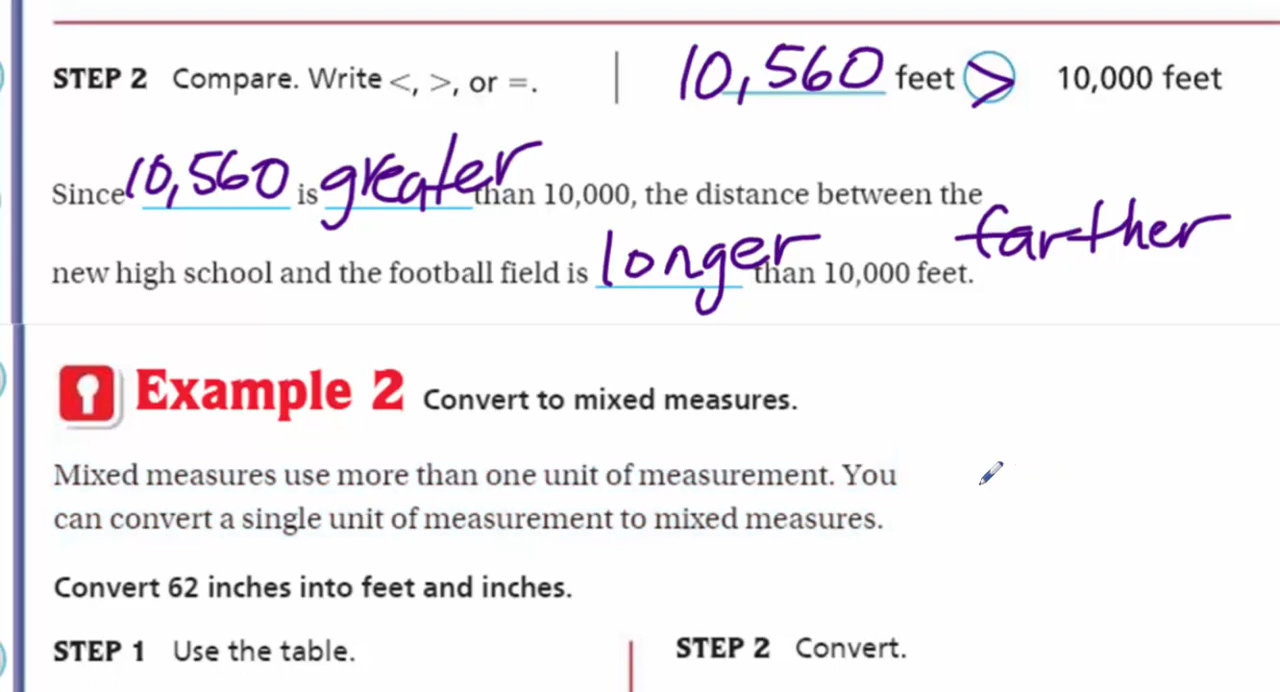 STEP 2 Compare. Write <, >, or =. 10,560 feet > 10,000 feet
Since 10,560 is greater than 10,000, the distance between the
farther
new high school and the football field is longer than 10,000 feet.
Example 2 Convert to mixed measures.
Mixed measures use more than one unit of measurement. You
can convert a single unit of measurement to mixed measures.
Convert 62 inches into feet and inches.
STEP 1 Use the table. STEP 2 Convert.